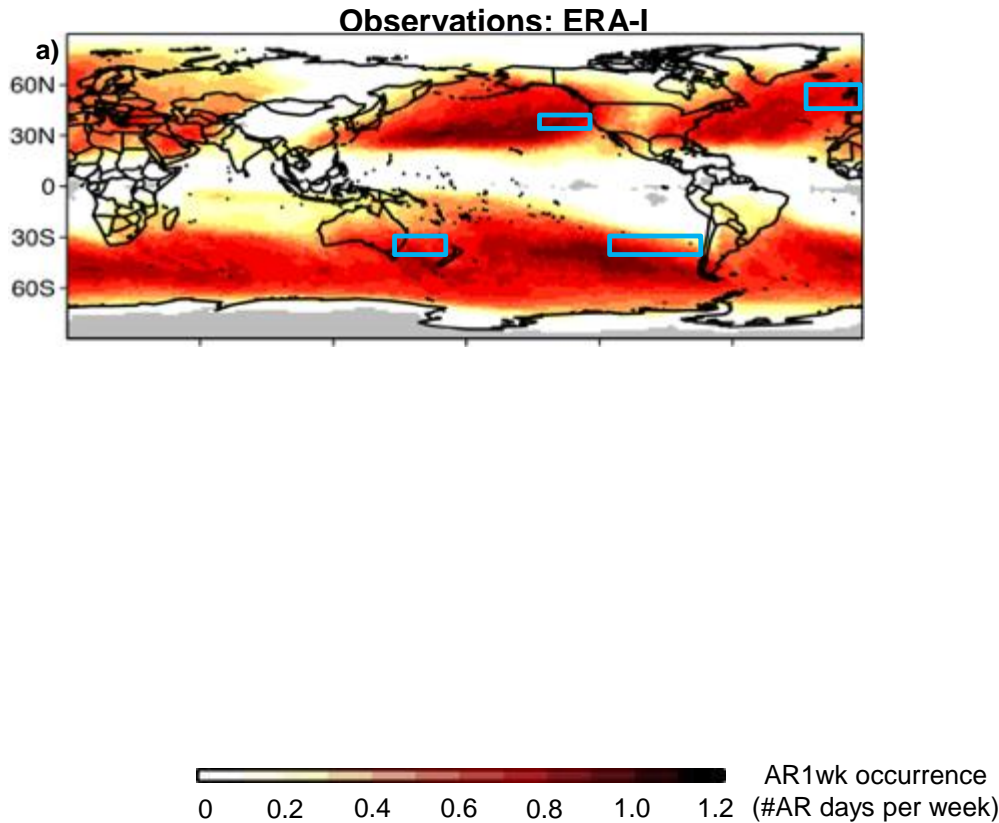 Observations: ERA-I
a)
60N
30N
0
30S
60S
0 0.2 0.4 0.6 0.8 1.0 1.2
AR1wk occurrence
(#AR days per week)